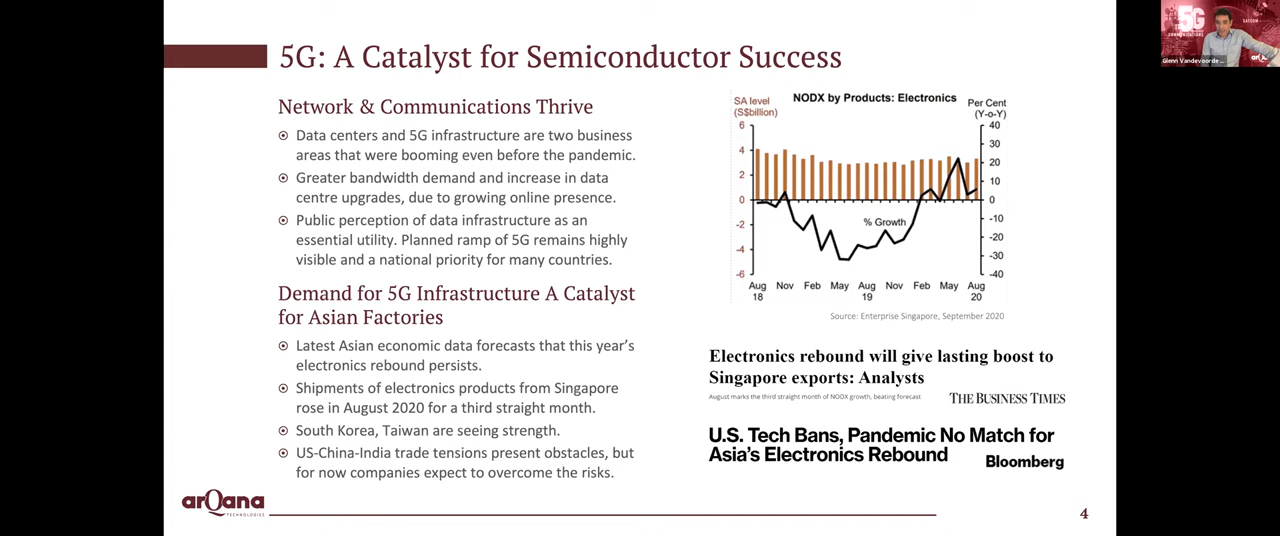 5G: A Catalyst for Semiconductor Success
Network & Communications Thrive
Data centers and 5G infrastructure are two business
areas that were booming even before the pandemic.
Greater bandwidth demand and increase in data
centre upgrades, due to growing online presence.
Public perception of data infrastructure as an
essential utility. Planned ramp of 5G remains highly
visible and a national priority for many countries.
Demand for 5G Infrastructure A Catalyst
for Asian Factories
Latest Asian economic data forecasts that this year's
electronics rebound persists.
Shipments of electronics products from Singapore
rose in August 2020 for a third straight month.
South Korea, Taiwan are seeing strength.
US-China-India trade tensions present obstacles, but
for now companies expect to overcome the risks.
SA level
(S$billion)
NODX by Products: Electronics
Per Cent
(Y-o-Y)
6
4
2
0
-2
-4
-6
40
30
20
10
0
-10
-20
-30
-40
% Growth
Aug Nov Feb May Aug Nov Feb May Aug
18 19 20
Source: Enterprise Singapore, September 2020
Electronics rebound will give lasting boost to
Singapore exports: Analysts
August marks the third straight month of NODX growth, beating forecast
THE BUSINESS TIMES
U.S. Tech Bans, Pandemic No Match for
Asia's Electronics Rebound
Bloomberg
arQana
TECHNOLOGIES
4
5G
COMMUNICATIONS
SATCOM
Glenn Vandevoorde ...